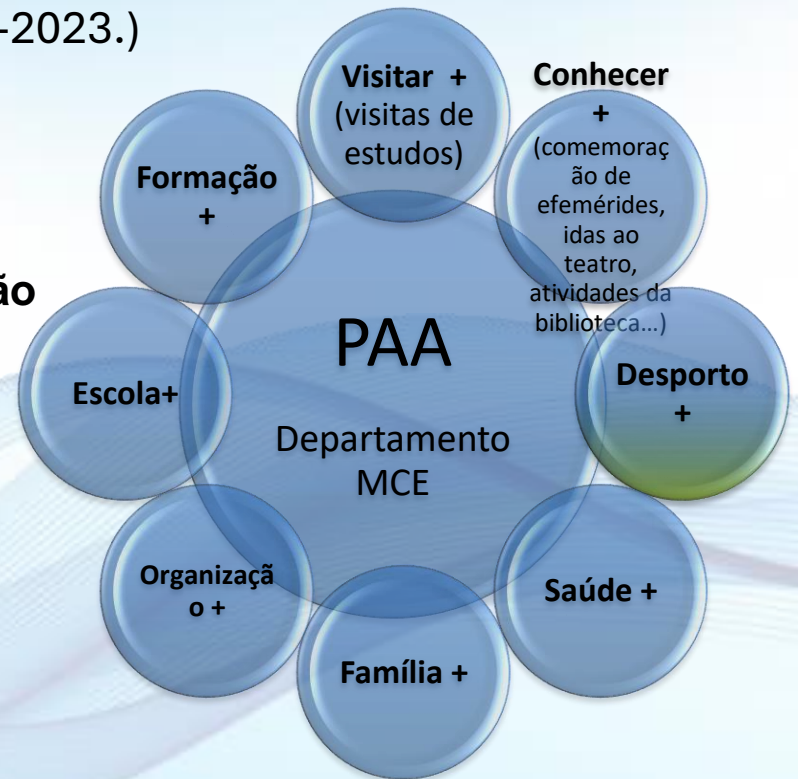 -2023.)
Visitar +
(visitas de
estudos)
Conhecer
+
(comemoraç
ão de
efemérides,
idas ao
teatro,
atividades da
biblioteca...)
Formação
+
ão
PAA
Departamento
MCE
Desporto
+
Escola+
Saúde +
Organizaçã
o +
Família +